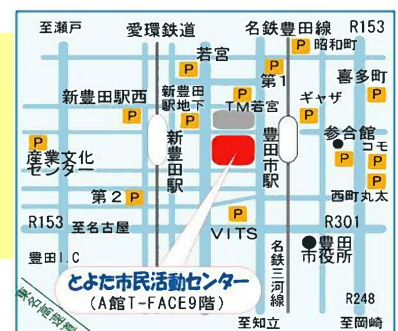 至瀬戸
愛環鉄道
名鉄豊田線
R153
昭和町
P
若宮
P
P
第1
喜多町
P
新豊田駅西
P
新豊田
駅地下
P
P
TM若宮
ギャザ
P
参合館
コモ
P
P
P
産業文化
センター
新豊田駅
豊田市駅
第2
P
西町丸太
P
VITS
R153
至名古屋
R301
豊田
市役所
豊田I.C
名鉄三河線
とよた市民活動センター
(A館T-FACE9階)
R248
東名高速道
至知立
至岡崎